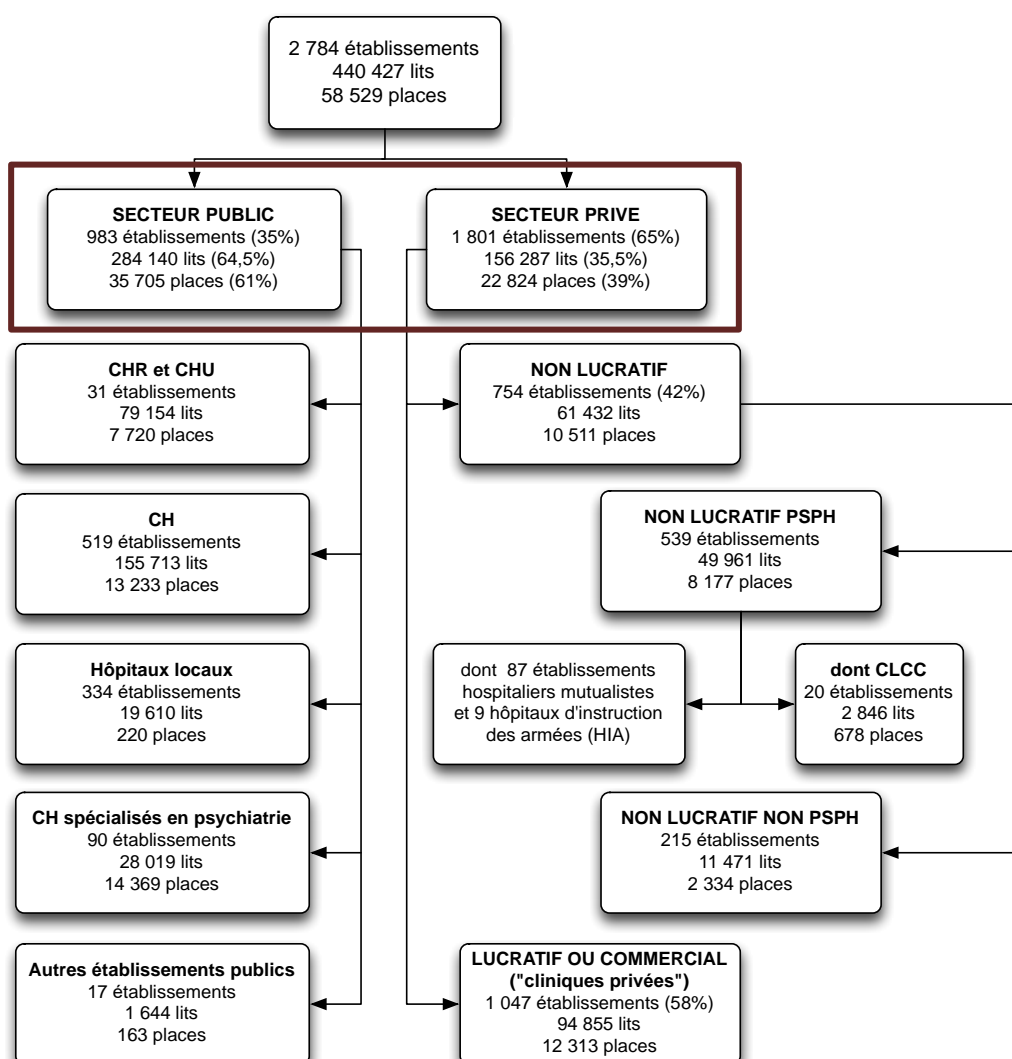 2 784 établissements
440 427 lits
58 529 places
SECTEUR PUBLIC
983 établissements (35%)
284 140 lits (64,5%)
35 705 places (61%)
SECTEUR PRIVE
1 801 établissements (65%)
156 287 lits (35,5%)
22 824 places (39%)
CHR et CHU
31 établissements
79 154 lits
7 720 places
NON LUCRATIF
754 établissements (42%)
61 432 lits
10 511 places
CH
519 établissements
155 713 lits
13 233 places
NON LUCRATIF PSPH
539 établissements
49 961 lits
8 177 places
Hôpitaux locaux
334 établissements
19 610 lits
220 places
dont 87 établissements
hospitaliers mutualistes
et 9 hôpitaux d'instruction
des armées (HIA)
dont CLCC
20 établissements
2 846 lits
678 places
CH spécialisés en psychiatrie
90 établissements
28 019 lits
14 369 places
NON LUCRATIF NON PSPH
215 établissements
11 471 lits
2 334 places
Autres établissements publics
17 établissements
1 644 lits
163 places
LUCRATIF OU COMMERCIAL
("cliniques privées")
1 047 établissements (58%)
94 855 lits
12 313 places